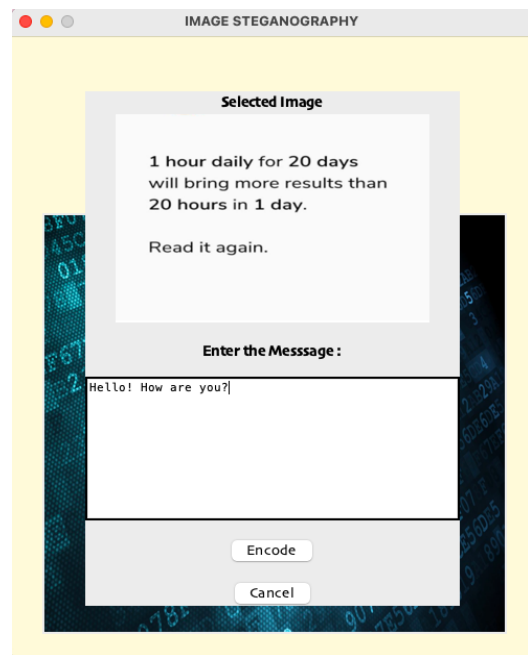 IMAGE STEGANOGRAPHY
Selected Image
1 hour daily for 20 days
will bring more results than
20 hours in 1 day.
Read it again.
Enter the Messsage :
Hello! How are you?
Encode
Cancel